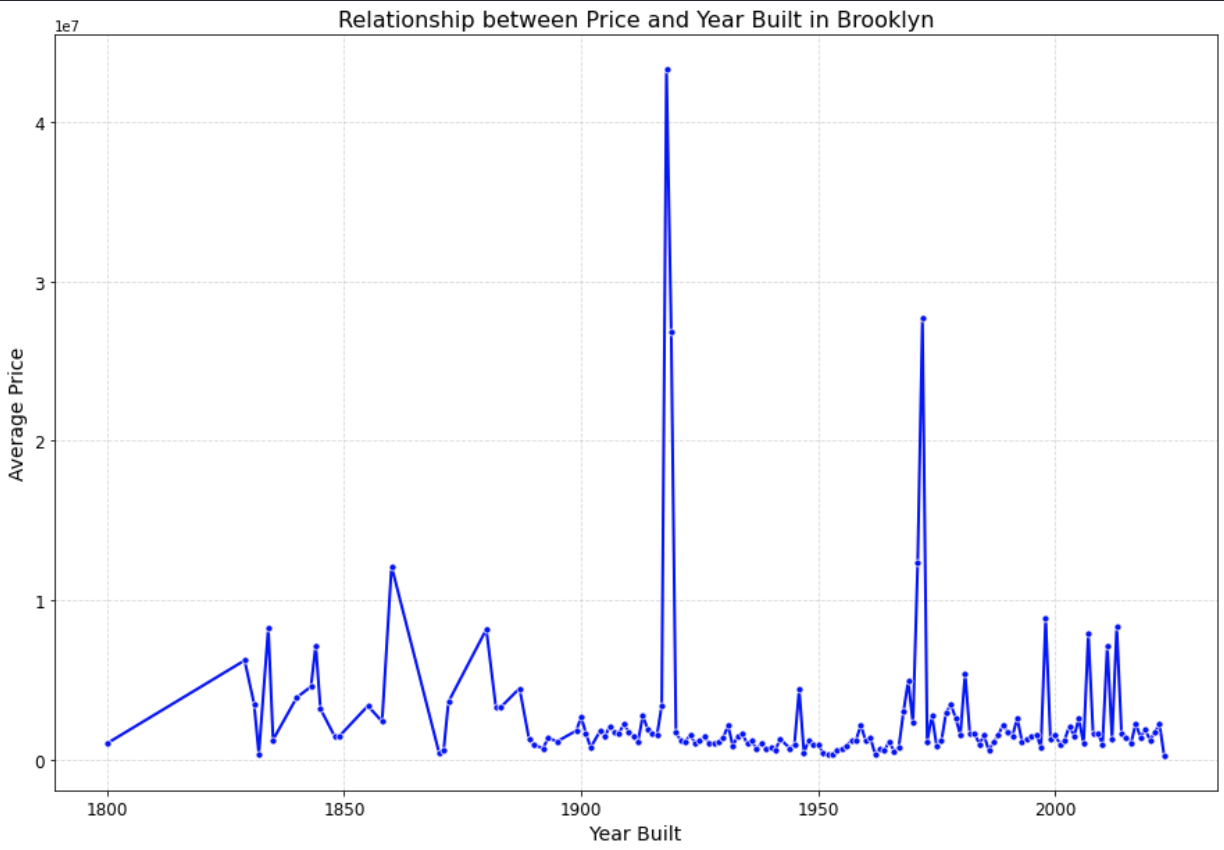 Relationship between Price and Year Built in Brooklyn
1e7
4
3
2
1
0
Average Price
1800 1850 1900 1950 2000
Year Built